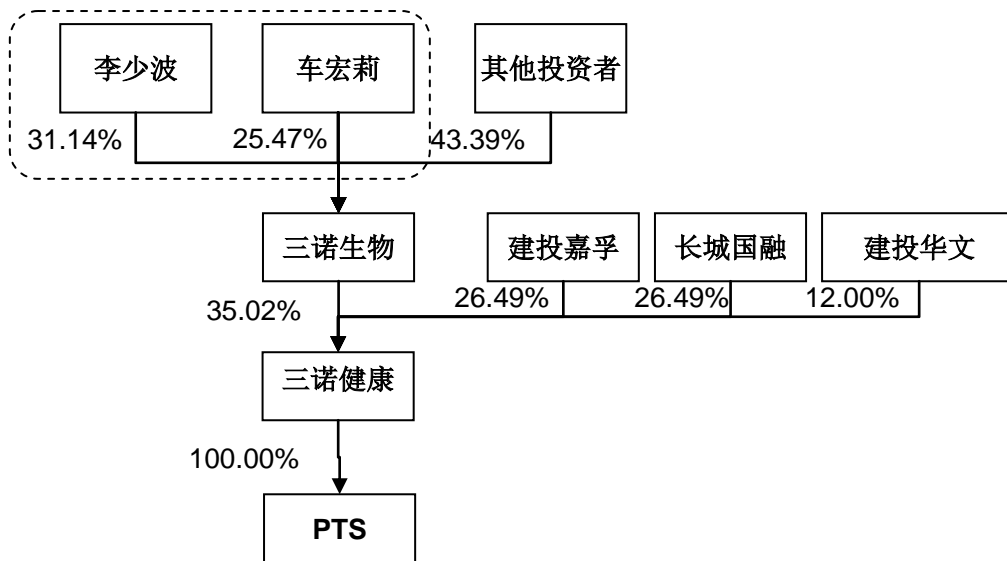 李少波 车宏莉 其他投资者
31.14% 25.47% 43.39%
三诺生物 建投嘉孚 长城国融 建投华文
35.02% 26.49% 26.49% 12.00%
三诺健康
100.00%
PTS